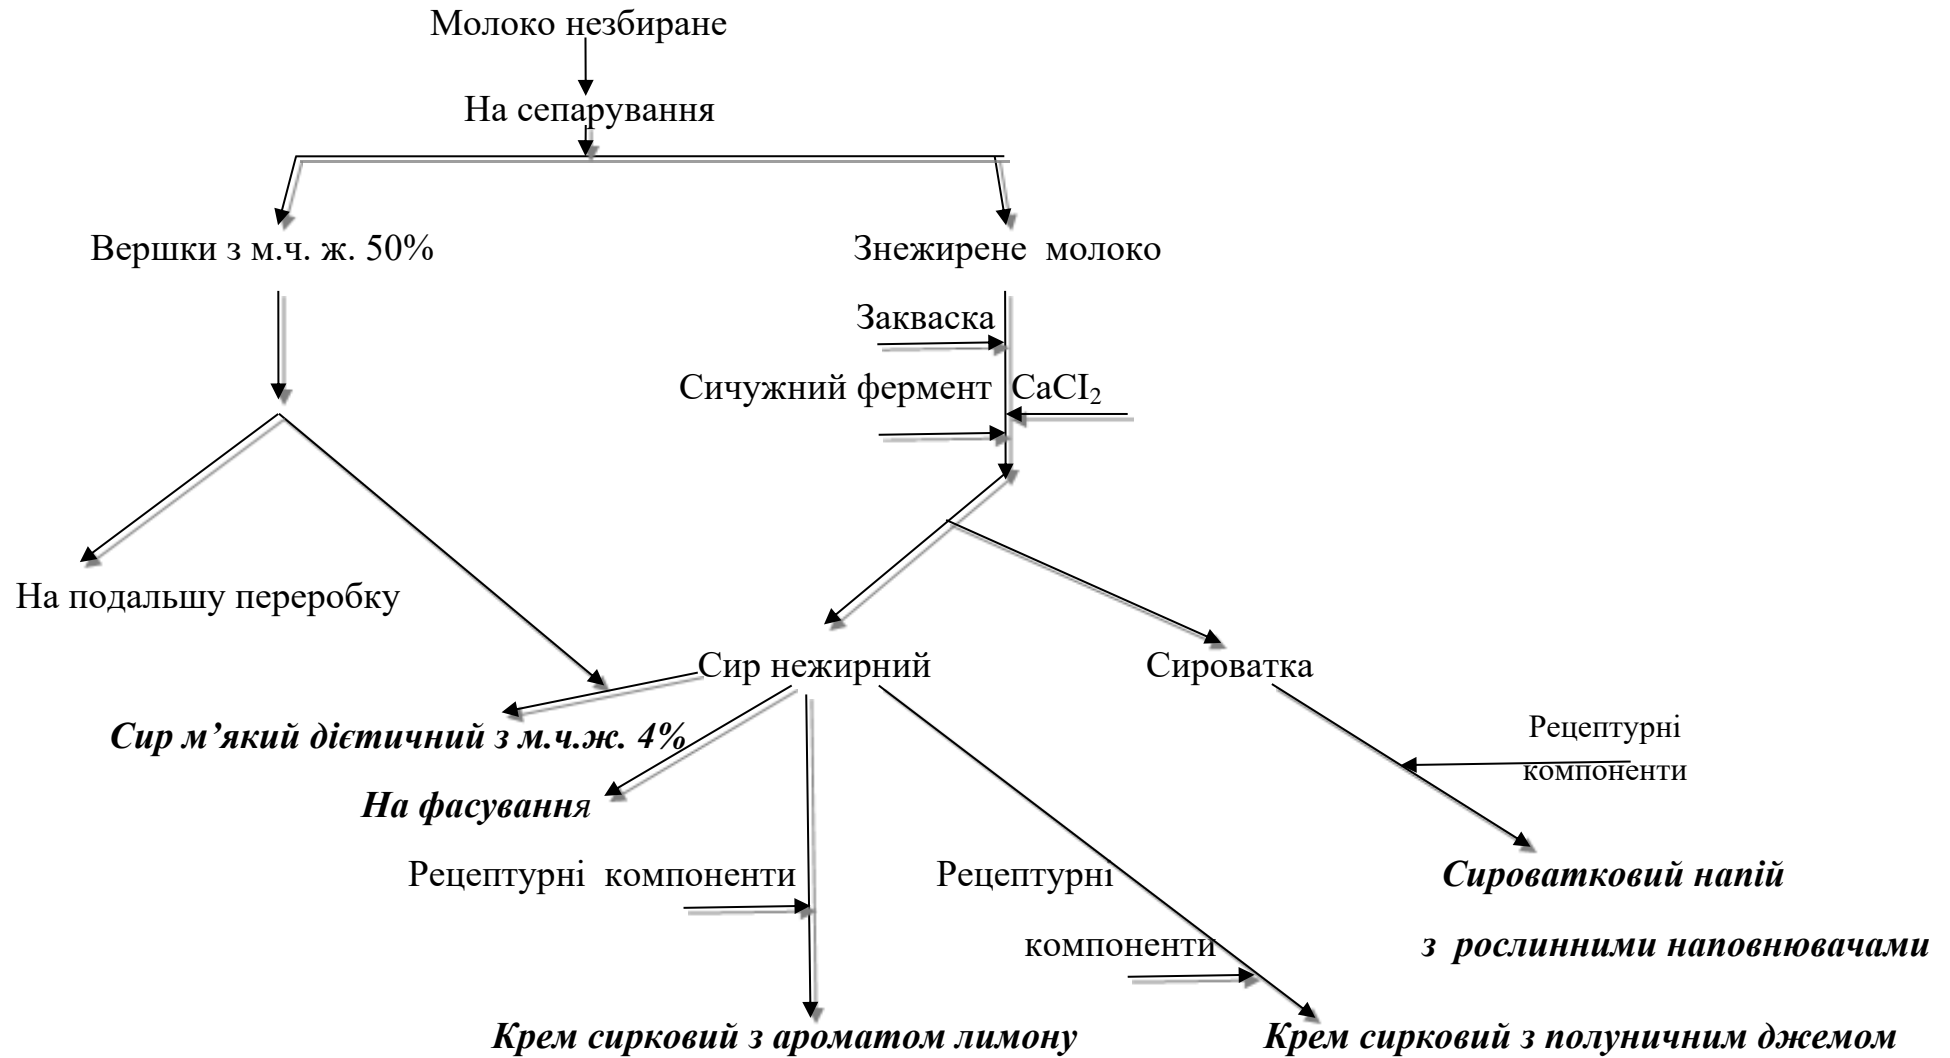 Молоко незбиране
На сепарування
Вершки з м.ч. ж. 50%
Знежирене молоко
Закваска
Сичужний фермент CaCI₂
На подальшу переробку
Сир нежирний
Сироватка
Сир м’який дієтичний з м.ч.ж. 4%
Рецептурні
компоненти
На фасування
Рецептурні компоненти
Рецептурні
компоненти
Сироватковий напій
з рослинними наповнювачами
Крем сирковий з ароматом лимону
Крем сирковий з полуничним джемом